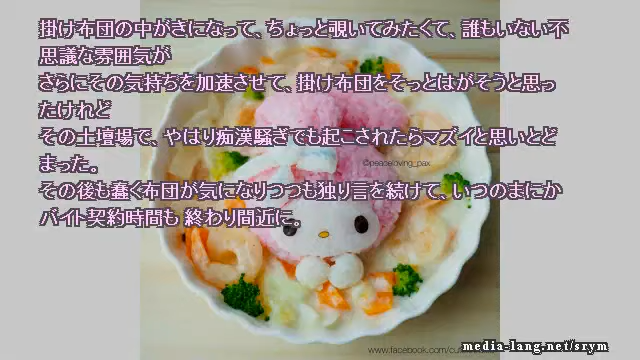 掛け布団の中がきになって、ちょっと覗いてみたくて、誰もいない不
思議な雰囲気が
さらにその気持ちを加速させて、掛け布団をそっとはがそうと思っ
たけれど
その土壇場で、やはり痴漢騒ぎでも起こされたらマズイと思いとど
まった。
©peaceloving_pax
その後も蠢く布団が気になりつつも独り言を続けて、いつのまにか
バイト契約時間も 終わり間近に。
media-lang.net/srym